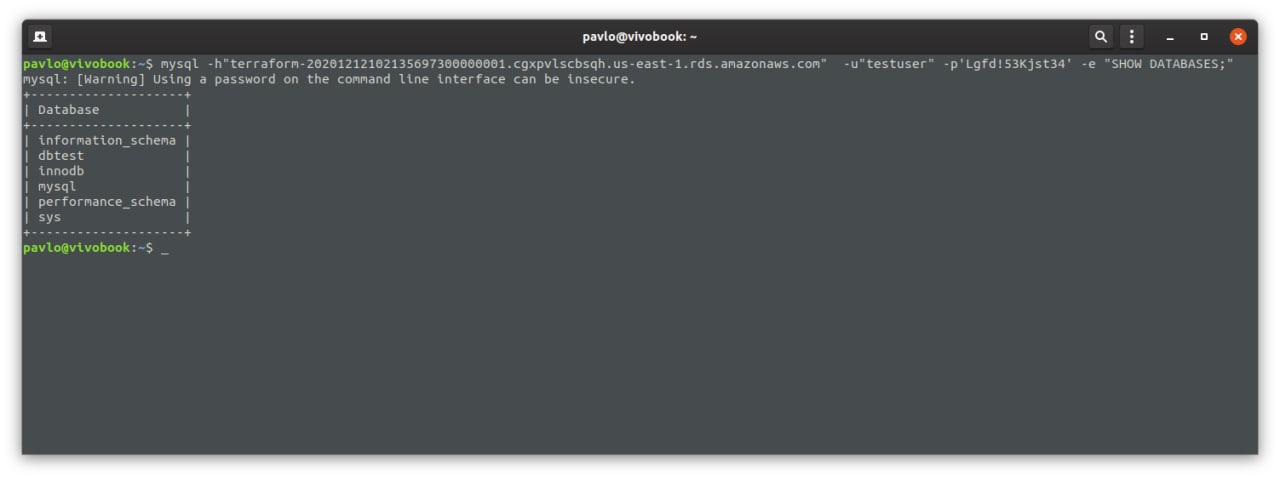 pavlo@vivobook: ~
pavlo@vivobook:~$ mysql -h"terraform-20201212102135697300000001.cgxpvlscbsqh.us-east-1.rds.amazonaws.com"  -u"testuser" -p'Lgfd!53Kjst34' -e "SHOW DATABASES;"
mysql: [Warning] Using a password on the command line interface can be insecure.
+--------------------+
| Database           |
+--------------------+
| information_schema |
| dbtest             |
| innodb             |
| mysql              |
| performance_schema |
| sys                |
+--------------------+
pavlo@vivobook:~$ _